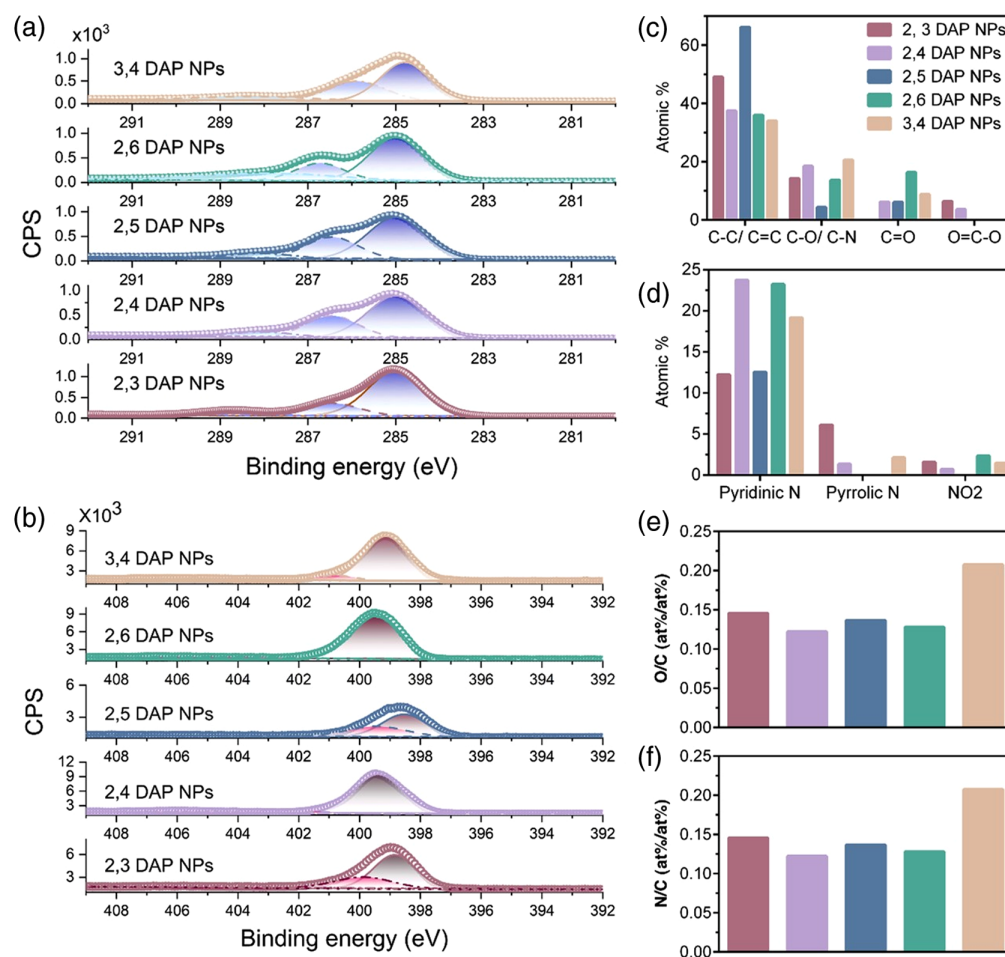 (a)
x10³
1.0
0.5
0.0
3,4 DAP NPs
291 289 287 285 283 281
1.0
0.5
0.0
2,6 DAP NPs
291 289 287 285 283 281
1.0
0.5
0.0
2,5 DAP NPs
291 289 287 285 283 281
1.0
0.5
0.0
2,4 DAP NPs
291 289 287 285 283 281
1.0
0.5
0.0
2,3 DAP NPs
291 289 287 285 283 281
CPS
Binding energy (eV)
(b)
X10³
9
6
3
3,4 DAP NPs
408 406 404 402 400 398 396 394 392
9
6
3
2,6 DAP NPs
408 406 404 402 400 398 396 394 392
6
3
2,5 DAP NPs
408 406 404 402 400 398 396 394 392
12
9
6
3
2,4 DAP NPs
408 406 404 402 400 398 396 394 392
6
3
2,3 DAP NPs
408 406 404 402 400 398 396 394 392
CPS
Binding energy (eV)
(c)
60
40
20
0
Atomic %
2, 3 DAP NPs
2,4 DAP NPs
2,5 DAP NPs
2,6 DAP NPs
3,4 DAP NPs
C-C/ C=C C-O/ C-N C=O O=C-O
(d)
25
20
15
10
5
0
Atomic %
Pyridinic N Pyrrolic N NO2
(e)
0.25
0.20
0.15
0.10
0.05
0.00
O/C (at%/at%)
(f)
0.25
0.20
0.15
0.10
0.05
0.00
N/C (at%/at%)